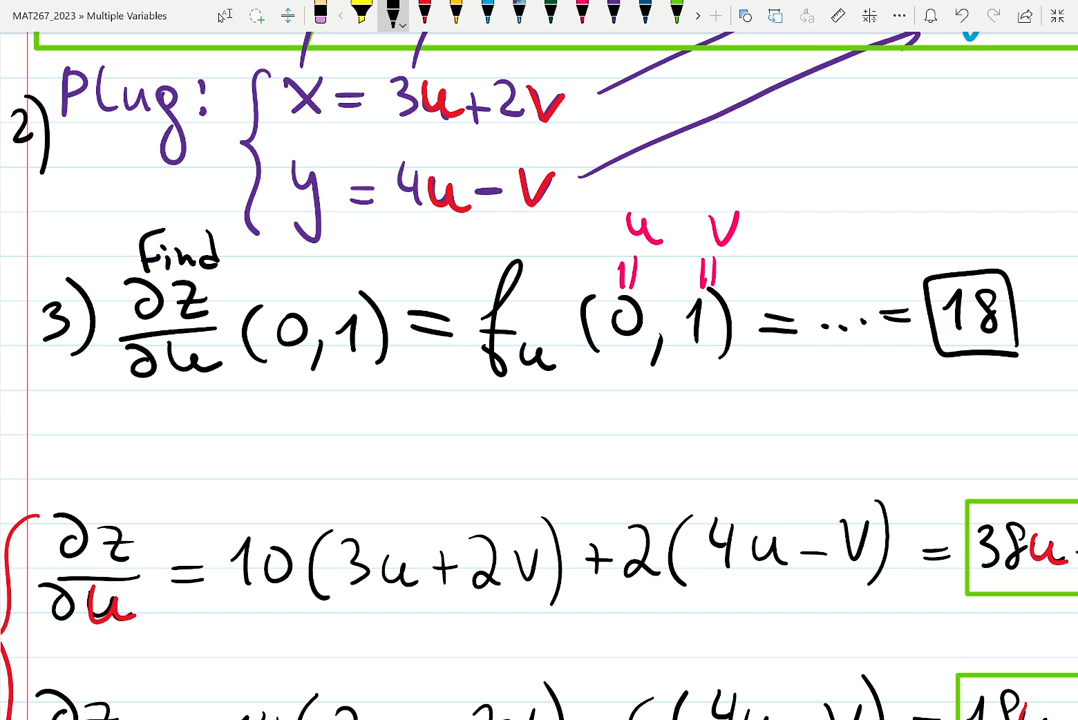 MAT267_2023 » Multiple Variables
Plug: x = 3u+2v
2)
y = 4u - v
u v
Find
3) ∂z/∂u (0,1) = f_u (0,1) = ... = 18
∂z/∂u = 10(3u+2v) + 2(4u-v) = 38u